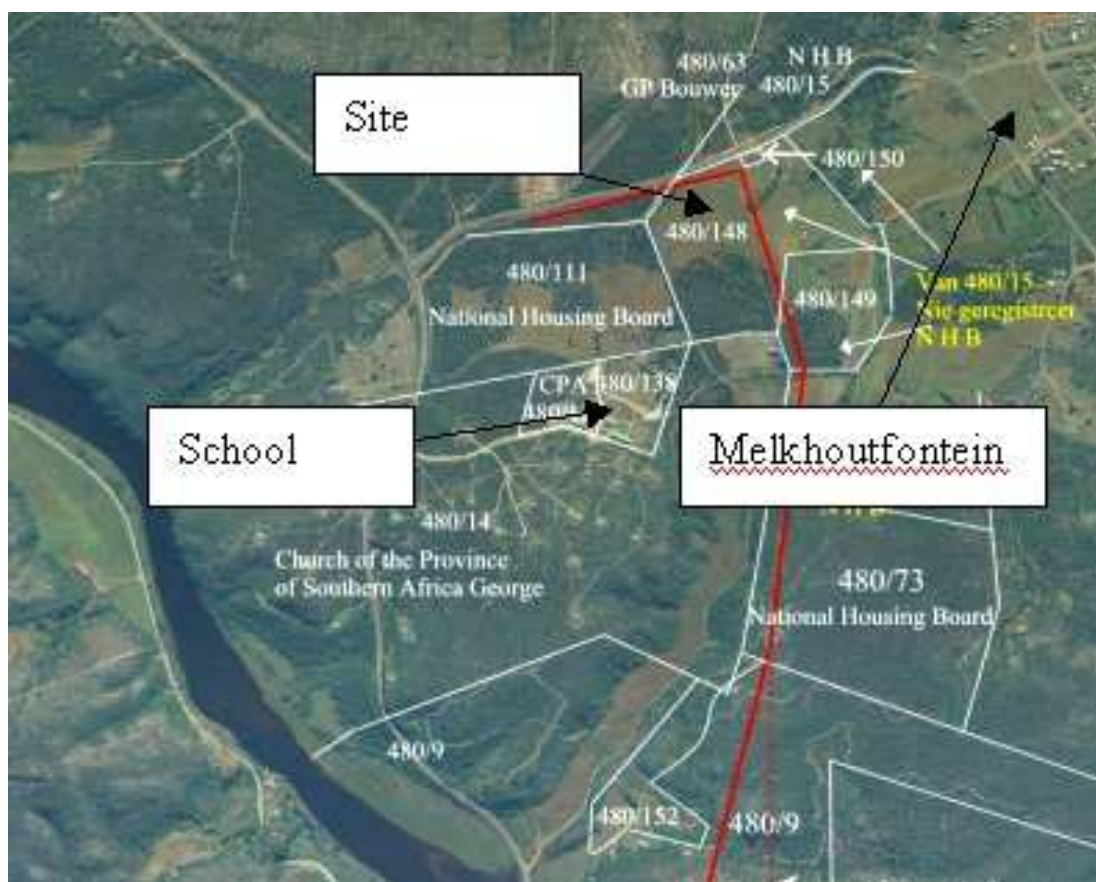 480/63
N H B
GP Bouwer
480/15
Site
480/150
480/148
480/111
National Housing Board
480/149
Van 480/15
Nie geregistreer
N H B
CPA
480/138
School
Melkhoutfontein
480/14
Church of the Province
of Southern Africa George
480/73
National Housing Board
480/9
480/152
480/9